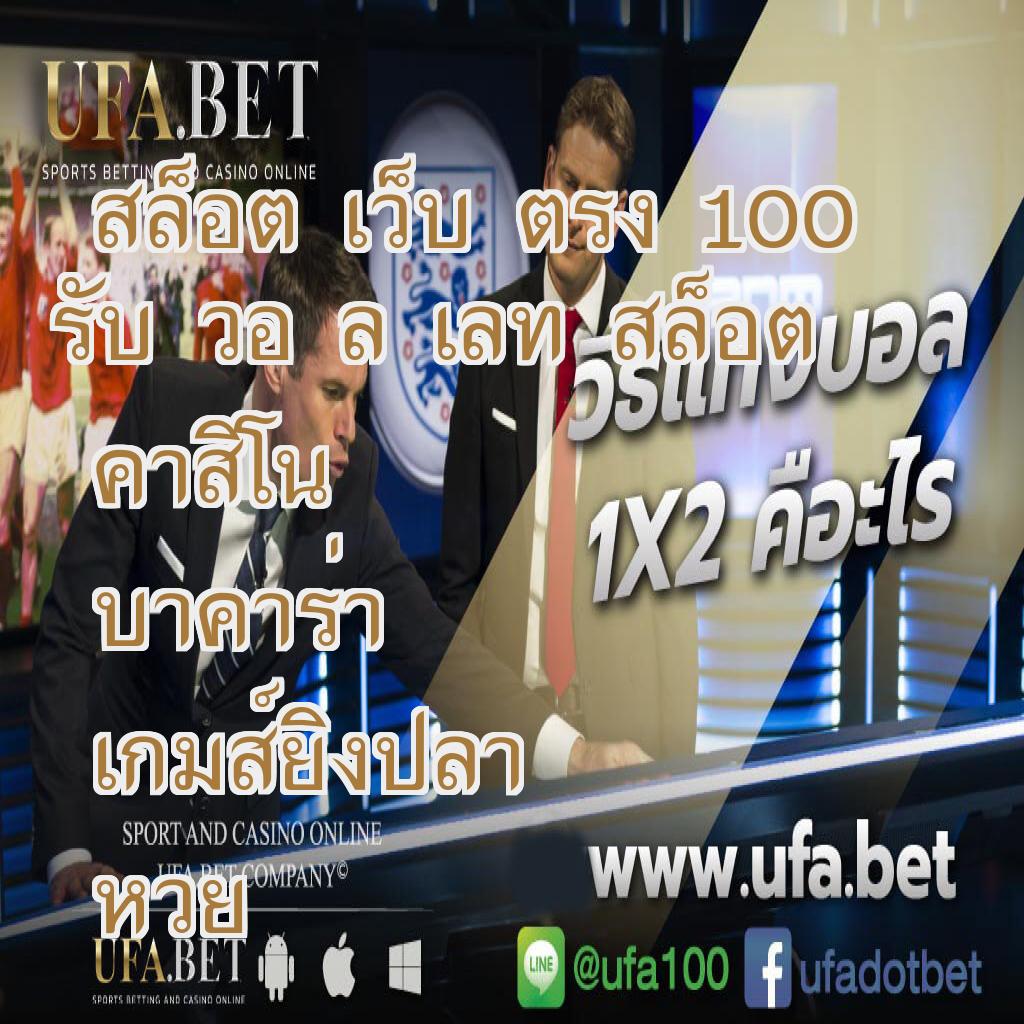 UFA.BET
SPORTS BETTING AND CASINO ONLINE
สล็อต เว็บ ตรง 100
รับ วอ ล เลท สล็อต
วิธีแทงบอล
คาสิโน
1X2 คืออะไร
บาคาร่า
เกมส์ยิงปลา
SPORT AND CASINO ONLINE
UFA.BET COMPANY©
www.ufa.bet
หวย
UFA.BET
SPORTS BETTING AND CASINO ONLINE
LINE @ufa100 f ufadotbet